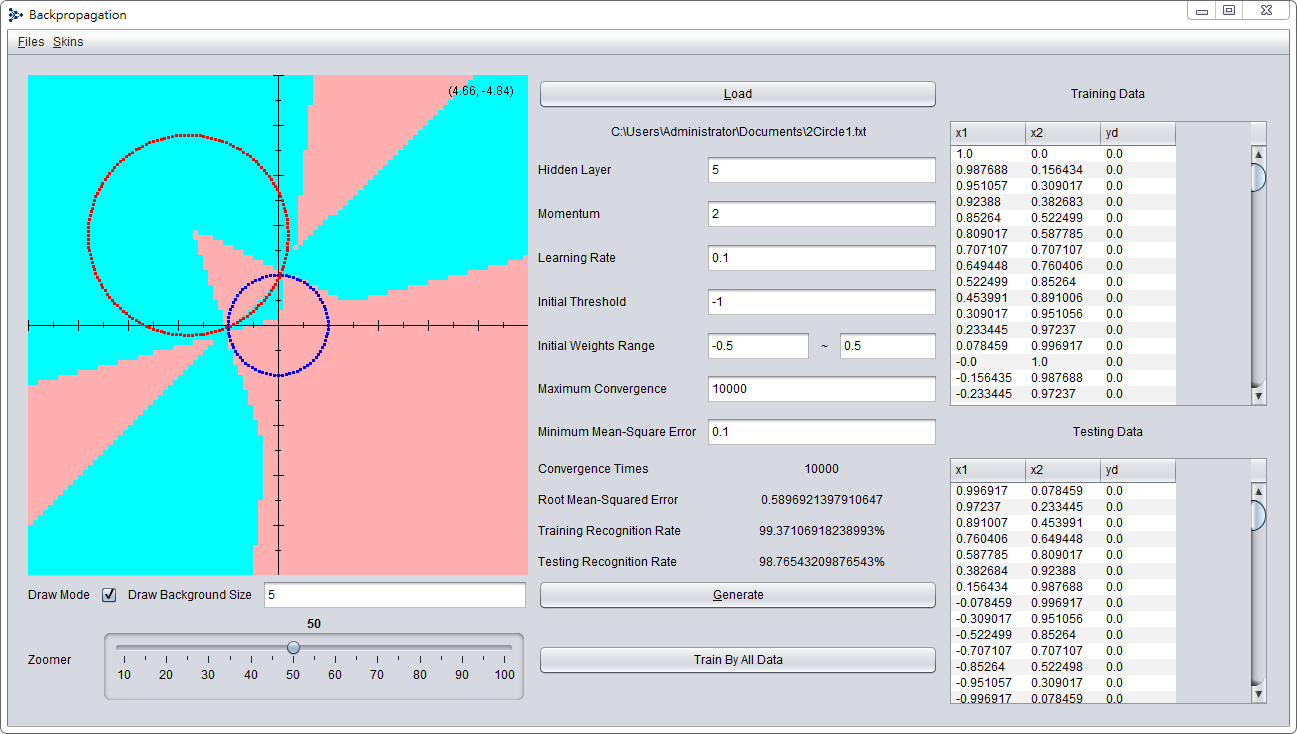 Backpropagation
Files Skins
(4.66, -4.84)
Load
C:\Users\Administrator\Documents\2Circle1.txt
Hidden Layer 5
Momentum 2
Learning Rate 0.1
Initial Threshold -1
Initial Weights Range -0.5 ~ 0.5
Maximum Convergence 10000
Minimum Mean-Square Error 0.1
Convergence Times 10000
Root Mean-Squared Error 0.5896921397910647
Training Recognition Rate 99.37106918238993%
Testing Recognition Rate 98.76543209876543%
Generate
Train By All Data
Draw Mode Draw Background Size 5
50
Zoomer
10 20 30 40 50 60 70 80 90 100
Training Data
x1 x2 yd
1.0 0.0 0.0
0.987688 0.156434 0.0
0.951057 0.309017 0.0
0.92388 0.382683 0.0
0.85264 0.522499 0.0
0.809017 0.587785 0.0
0.707107 0.707107 0.0
0.649448 0.760406 0.0
0.522499 0.85264 0.0
0.453991 0.891006 0.0
0.309017 0.951056 0.0
0.233445 0.97237 0.0
0.078459 0.996917 0.0
-0.0 1.0 0.0
-0.156435 0.987688 0.0
-0.233445 0.97237 0.0
Testing Data
x1 x2 yd
0.996917 0.078459 0.0
0.97237 0.233445 0.0
0.891007 0.453991 0.0
0.760406 0.649448 0.0
0.587785 0.809017 0.0
0.382684 0.92388 0.0
0.156434 0.987688 0.0
-0.078459 0.996917 0.0
-0.309017 0.951056 0.0
-0.522499 0.85264 0.0
-0.707107 0.707107 0.0
-0.85264 0.522498 0.0
-0.951057 0.309017 0.0
-0.996917 0.078459 0.0